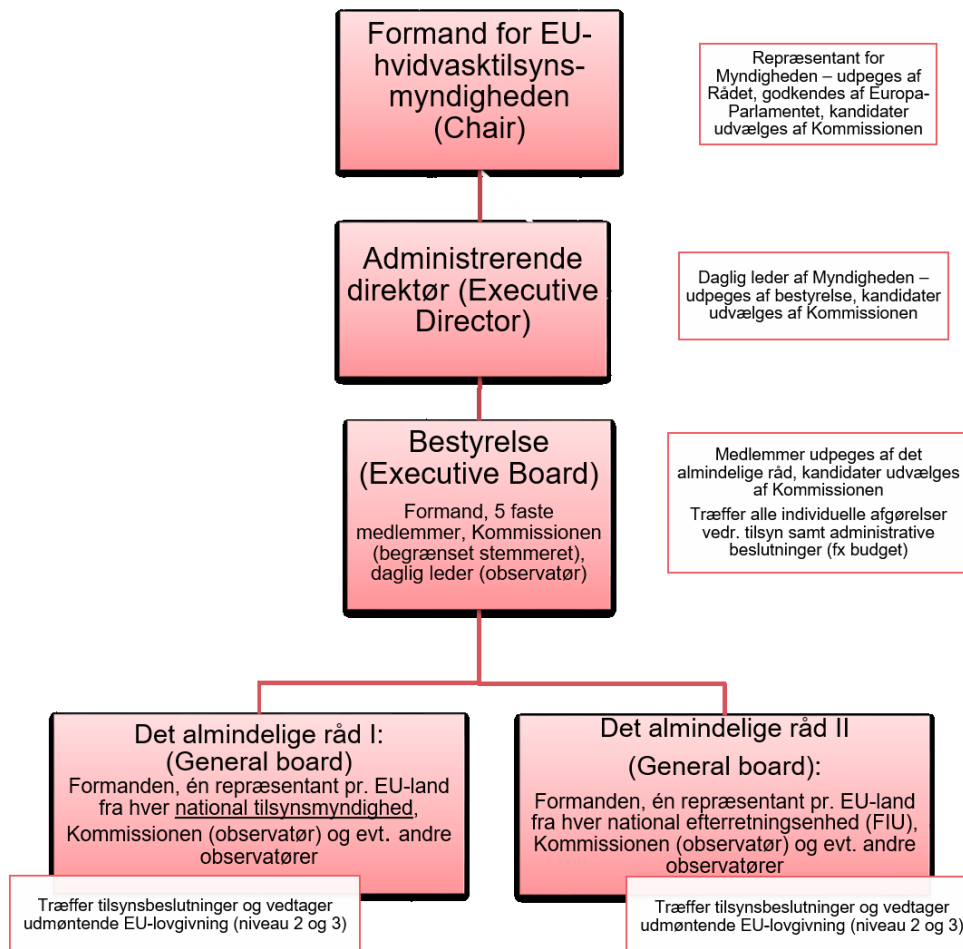 Formand for EU-
hvidvasktilsyns-
myndigheden
(Chair)
Repræsentant for
Myndigheden – udpeges af
Rådet, godkendes af Europa-
Parlamentet, kandidater
udvælges af Kommissionen
Administrerende
direktør (Executive
Director)
Daglig leder af Myndigheden –
udpeges af bestyrelse, kandidater
udvælges af Kommissionen
Bestyrelse
(Executive Board)
Formand, 5 faste
medlemmer, Kommissionen
(begrænset stemmeret),
daglig leder (observatør)
Medlemmer udpeges af det
almindelige råd, kandidater udvælges
af Kommissionen
Træffer alle individuelle afgørelser
vedr. tilsyn samt administrative
beslutninger (fx budget)
Det almindelige råd I:
(General board)
Formanden, én repræsentant pr. EU-land
fra hver national tilsynsmyndighed,
Kommissionen (observatør) og evt. andre
observatører
Træffer tilsynsbeslutninger og vedtager
udmøntende EU-lovgivning (niveau 2 og 3)
Det almindelige råd II
(General board):
Formanden, én repræsentant pr. EU-land
fra hver national efterretningsenhed (FIU),
Kommissionen (observatør) og evt. andre
observatører
Træffer tilsynsbeslutninger og vedtager
udmøntende EU-lovgivning (niveau 2 og 3)